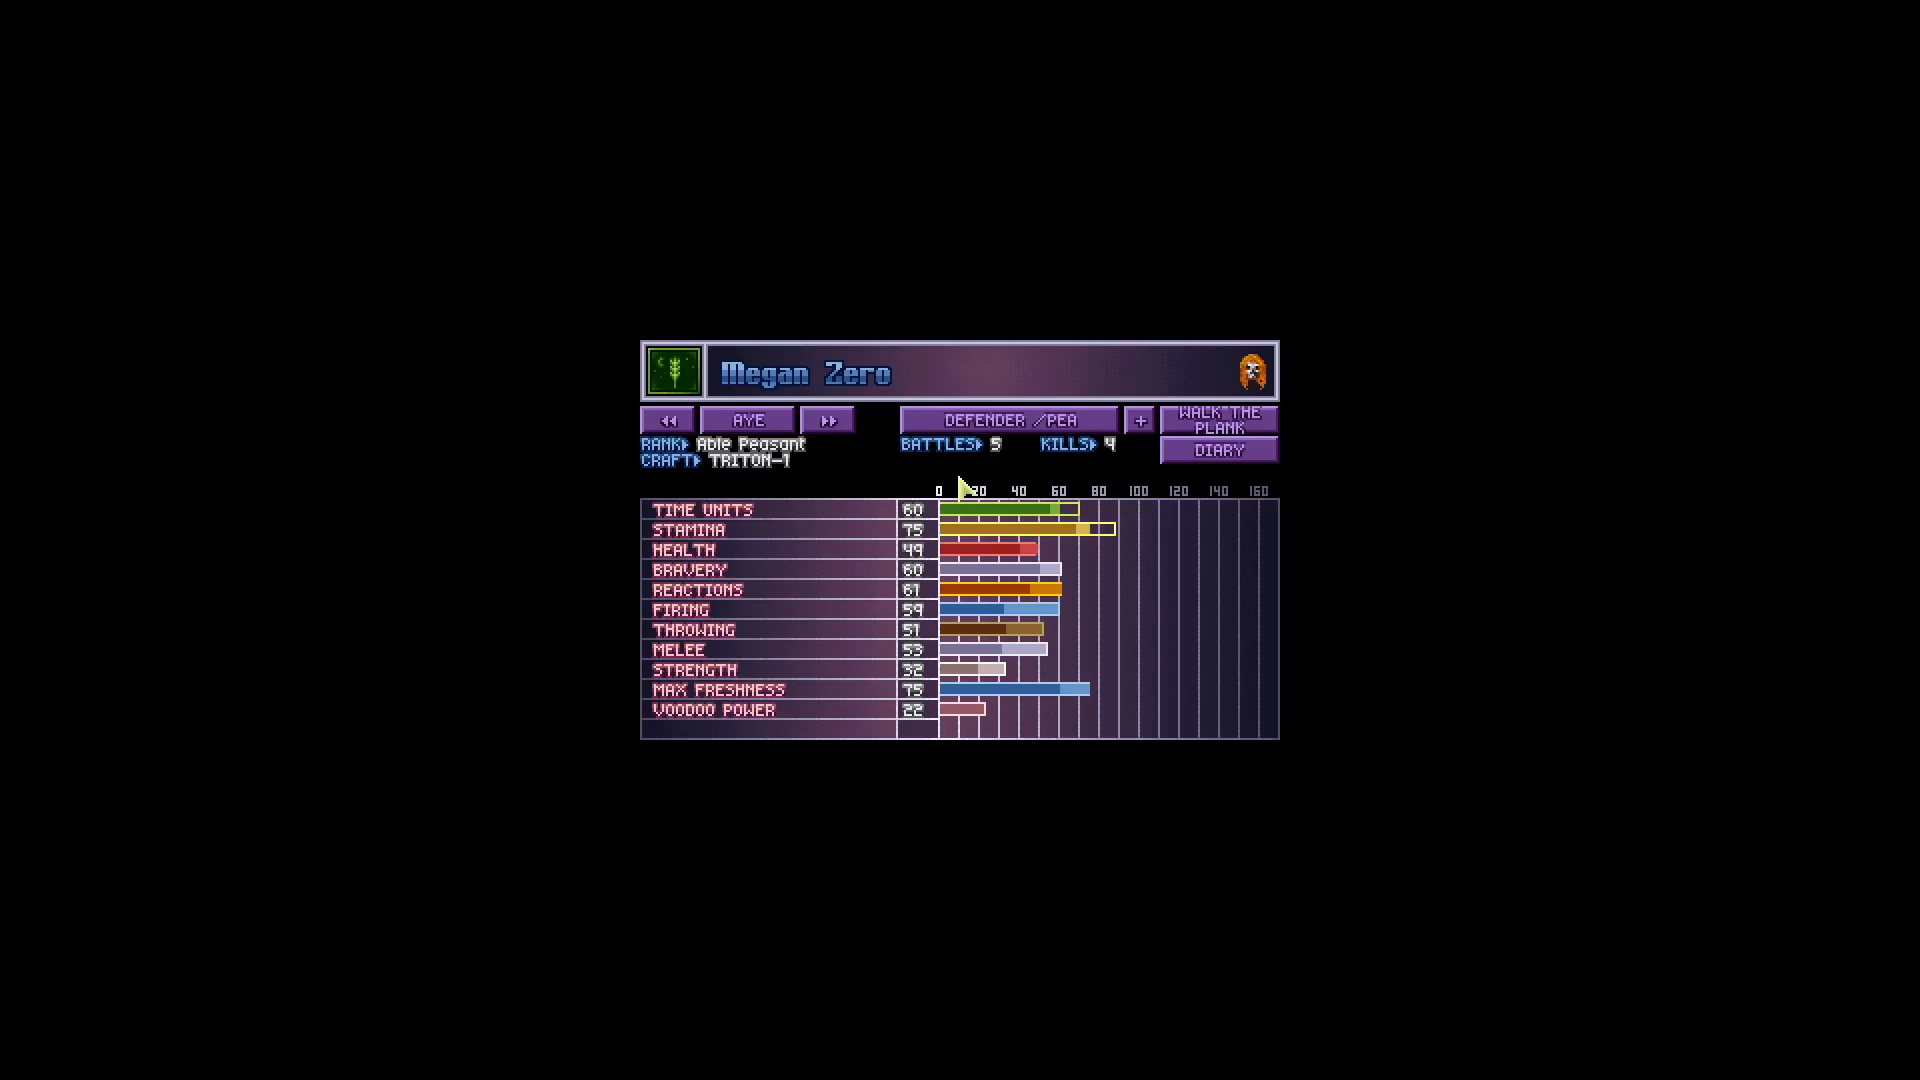 Megan Zero
AYE
DEFENDER /PEA
+
WALK THE
PLANK
RANK> Able Peasant
BATTLES> 5
KILLS> 4
DIARY
CRAFT> TRITON-1
0 20 40 60 80 100 120 140 160
TIME UNITS 60
STAMINA 75
HEALTH 49
BRAVERY 60
REACTIONS 61
FIRING 59
THROWING 51
MELEE 53
STRENGTH 32
MAX FRESHNESS 75
VOODOO POWER 22